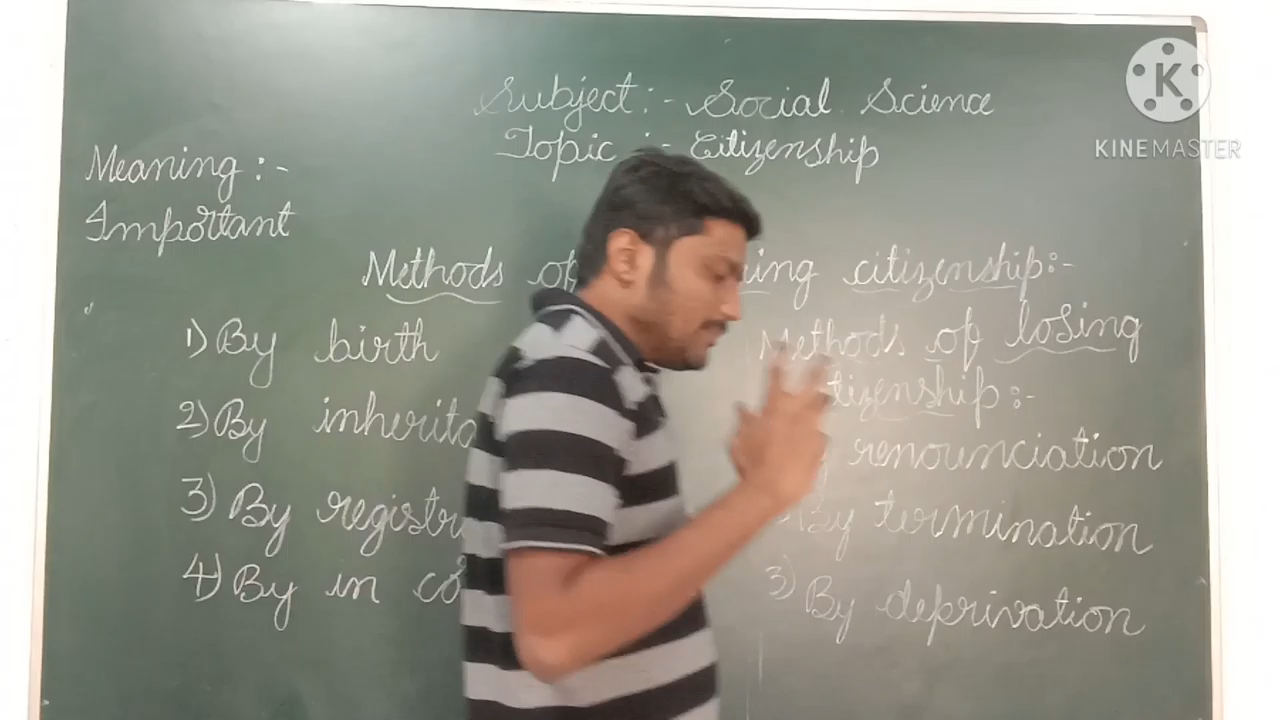 Subject:- Social Science
Topic :- Citizenship
Meaning:-
Important
Methods of citizenship:-
1) By birth
2) By
3) By
4) By in
Methods of losing
:-
renounciation
By termination
3) By deprivation
K
KINEMASTER